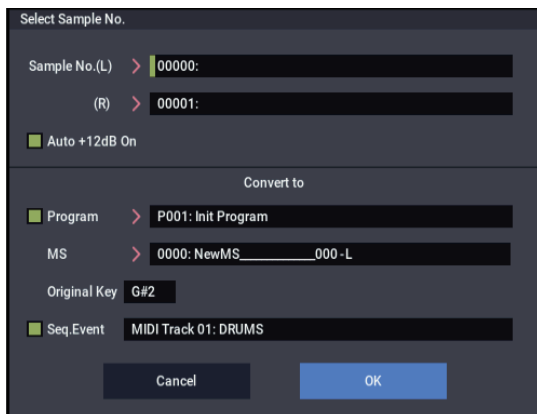 Select Sample No.
Sample No.(L) 00000:
(R) 00001:
Auto +12dB On
Convert to
Program P001: Init Program
MS 0000: NewMS____________000-L
Original Key G#2
Seq.Event MIDI Track 01: DRUMS
Cancel OK